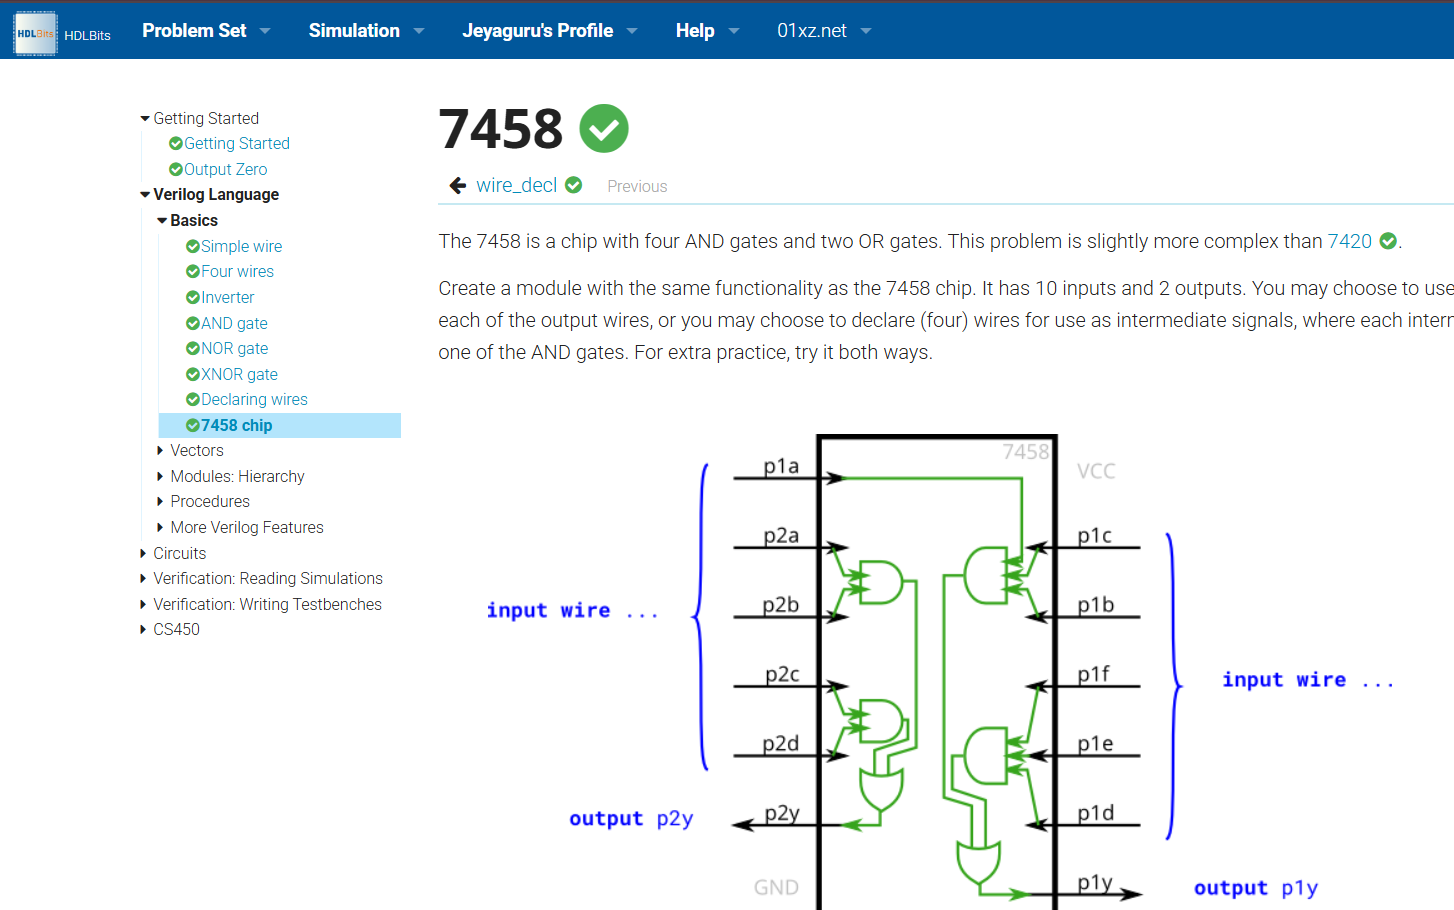 HDLBits HDLBits Problem Set Simulation Jeyaguru's Profile Help 01xz.net
Getting Started
Getting Started
Output Zero
Verilog Language
Basics
Simple wire
Four wires
Inverter
AND gate
NOR gate
XNOR gate
Declaring wires
7458 chip
Vectors
Modules: Hierarchy
Procedures
More Verilog Features
Circuits
Verification: Reading Simulations
Verification: Writing Testbenches
CS450
7458
wire_decl Previous
The 7458 is a chip with four AND gates and two OR gates. This problem is slightly more complex than 7420 .
Create a module with the same functionality as the 7458 chip. It has 10 inputs and 2 outputs. You may choose to use
each of the output wires, or you may choose to declare (four) wires for use as intermediate signals, where each inter
one of the AND gates. For extra practice, try it both ways.
7458
p1a VCC
p2a p1c
p2b p1b
input wire ...
p2c p1f
input wire ...
p2d p1e
p2y p1d
output p2y
GND p1y
output p1y